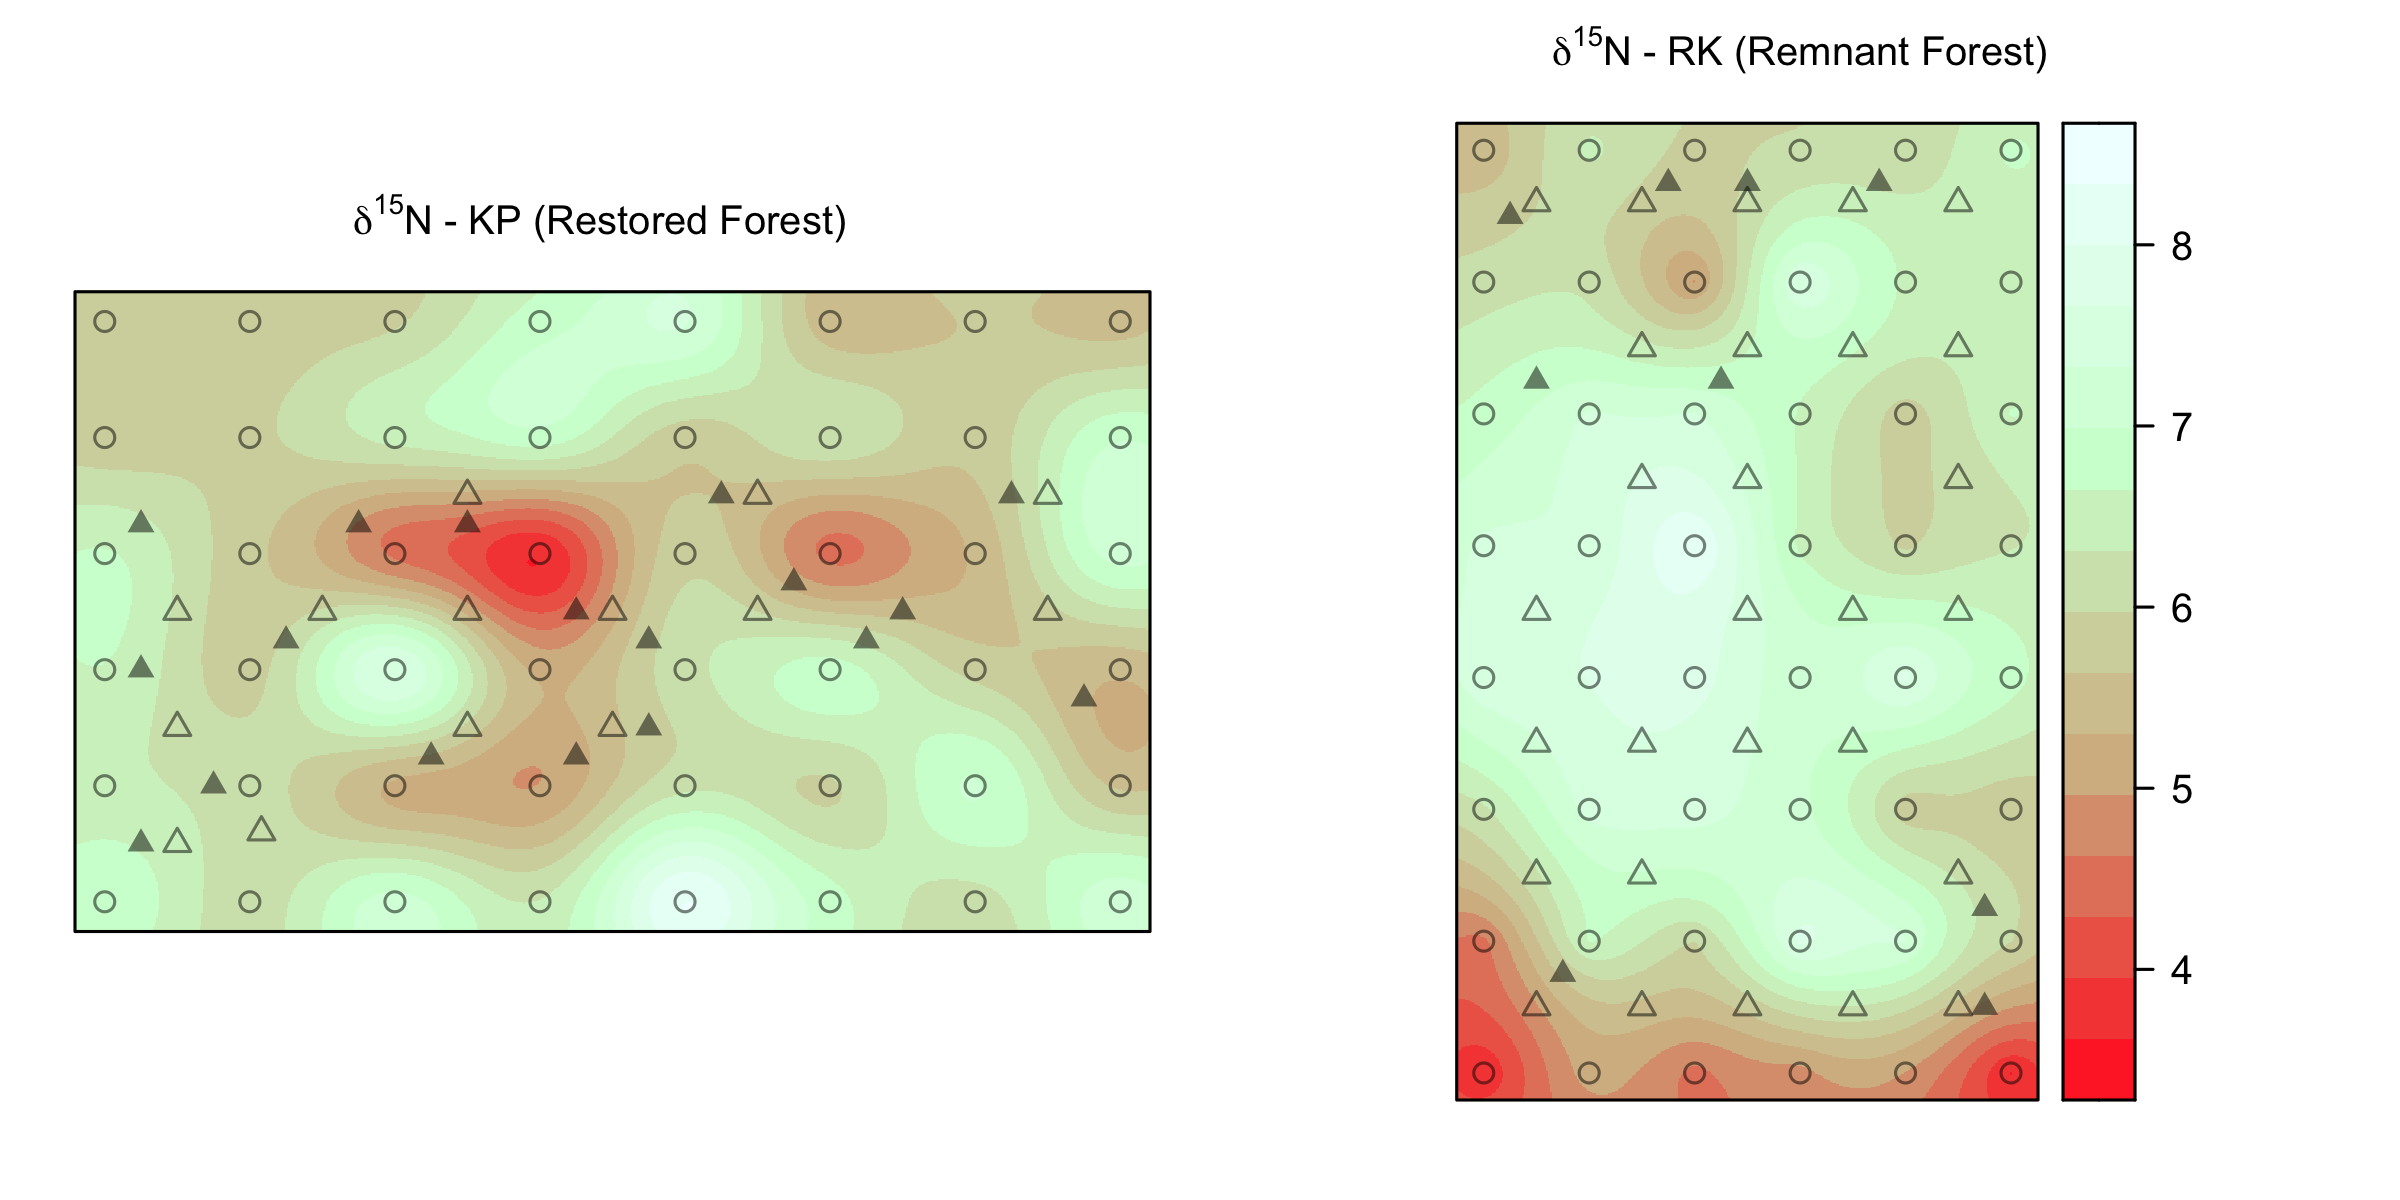 δ15N - RK (Remnant Forest)
δ15N - KP (Restored Forest)
8
7
6
5
4